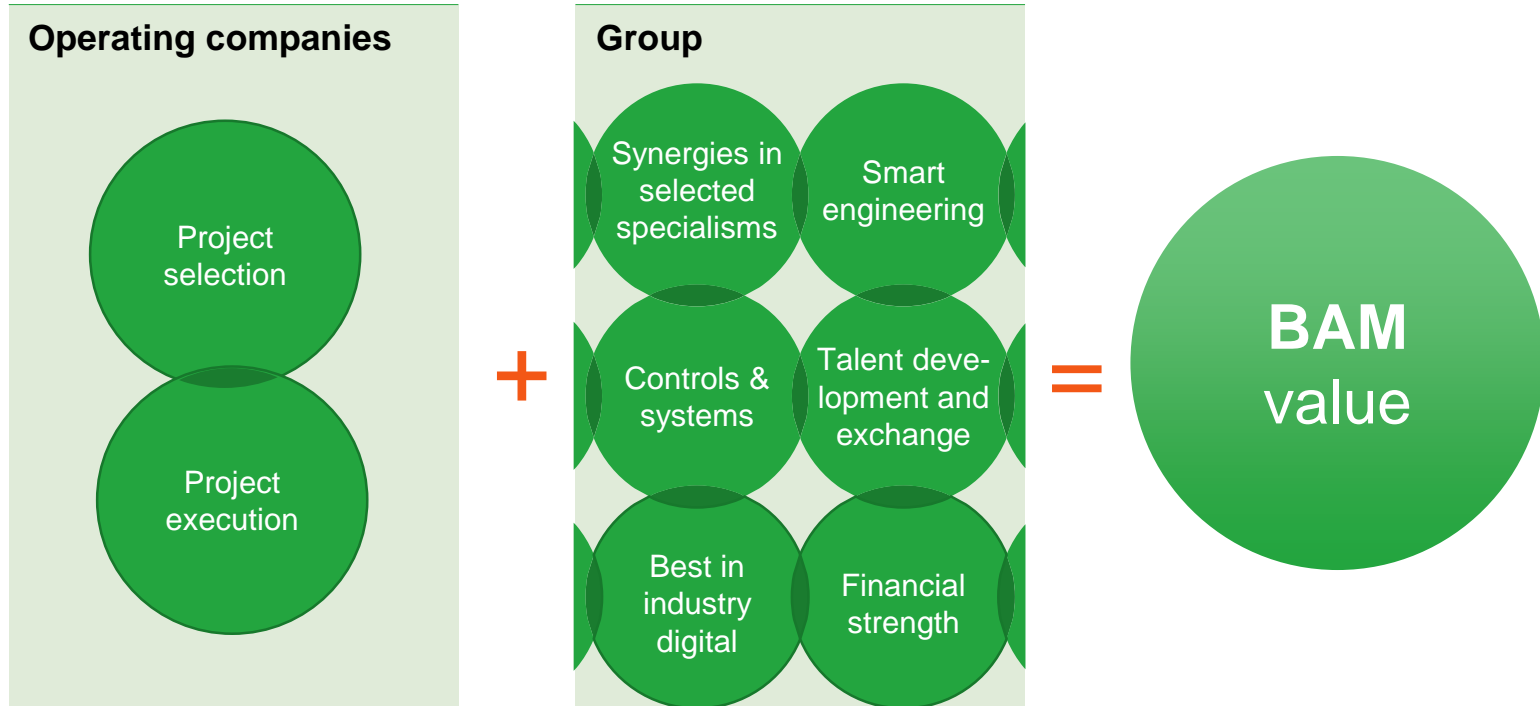 Operating companies
Project
selection
Project
execution
+
Group
Synergies in
selected
specialisms
Smart
engineering
Controls &
systems
Talent deve-
lopment and
exchange
Best in
industry
digital
Financial
strength
=
BAM
value